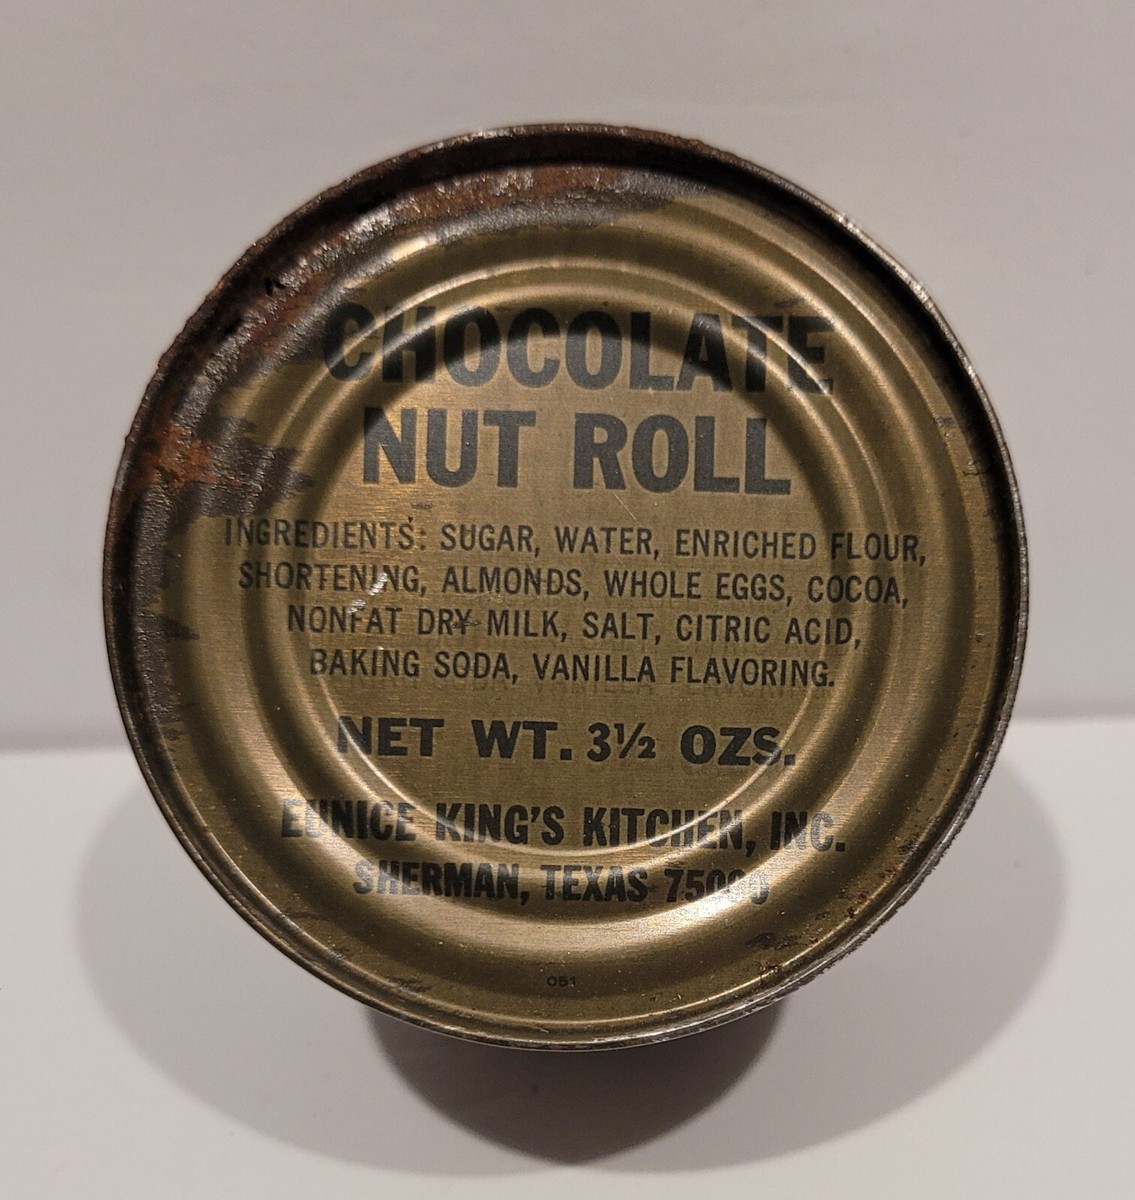 CHOCOLATE
NUT ROLL
INGREDIENTS: SUGAR, WATER, ENRICHED FLOUR,
SHORTENING, ALMONDS, WHOLE EGGS, COCOA,
NONFAT DRY MILK, SALT, CITRIC ACID,
BAKING SODA, VANILLA FLAVORING.
NET WT. 3½ OZS.
EUNICE KING'S KITCHEN, INC.
SHERMAN, TEXAS 75090
051